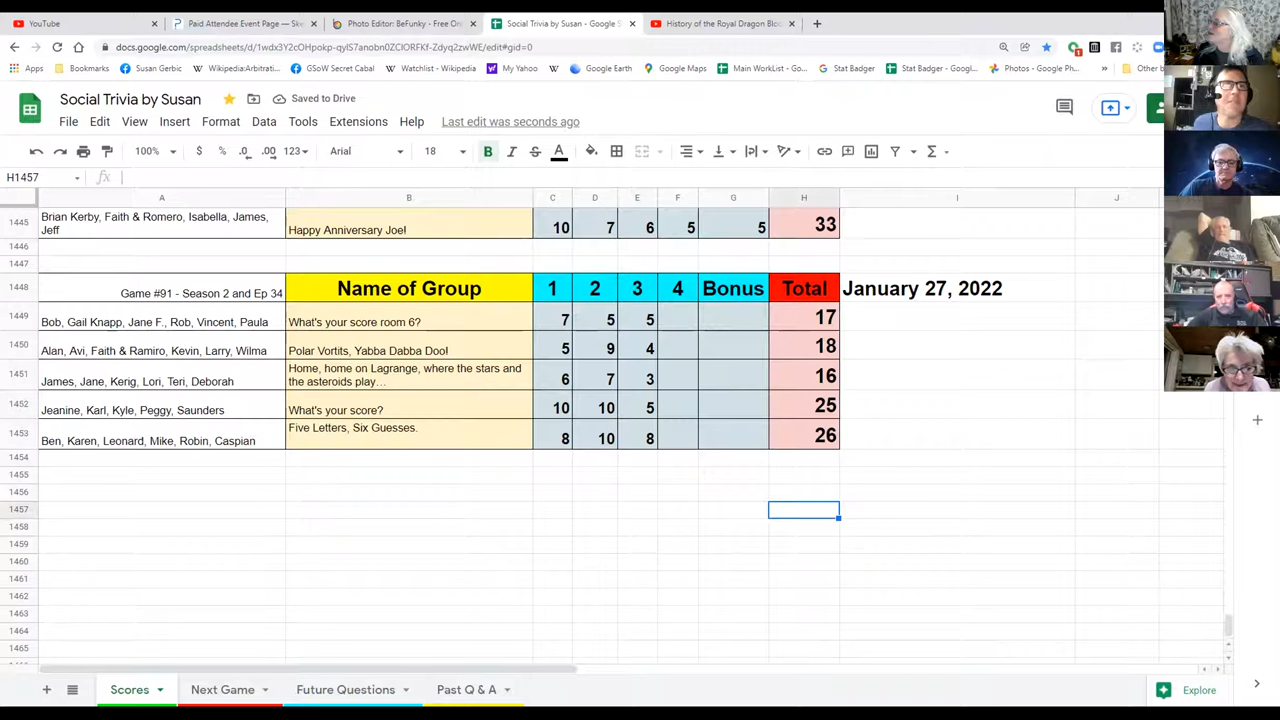 YouTube
Paid Attendee Event Page — Ske
Photo Editor: BeFunky - Free Onl
Social Trivia by Susan - Google S
History of the Royal Dragon Bloo
docs.google.com/spreadsheets/d/1wdx3Y2cOHpokp-qyIS7anobn0ZCIORFKf-Zdyq2zwWE/edit#gid=0
Apps Bookmarks Susan Gerbic Wikipedia:Arbitrati... GSoW Secret Cabal Watchlist - Wikip... My Yahoo Google Earth Google Maps Main WorkList - Go... Stat Badger Stat Badger - Googl... Photos - Google Ph... Other b
Social Trivia by Susan
Saved to Drive
File Edit View Insert Format Data Tools Extensions Help Last edit was seconds ago
100% $ % .0 .00 123 Arial 18 B I S A
H1457 fx
A B C D E F G H I J
1445 Brian Kerby, Faith & Romero, Isabella, James,
Jeff Happy Anniversary Joe! 10 7 6 5 5 33
1446
1447
1448 Game #91 - Season 2 and Ep 34 Name of Group 1 2 3 4 Bonus Total January 27, 2022
1449 Bob, Gail Knapp, Jane F., Rob, Vincent, Paula What's your score room 6? 7 5 5 17
1450 Alan, Avi, Faith & Ramiro, Kevin, Larry, Wilma Polar Vortits, Yabba Dabba Doo! 5 9 4 18
1451 James, Jane, Kerig, Lori, Teri, Deborah Home, home on Lagrange, where the stars and
the asteroids play… 6 7 3 16
1452 Jeanine, Karl, Kyle, Peggy, Saunders What's your score? 10 10 5 25
1453 Ben, Karen, Leonard, Mike, Robin, Caspian Five Letters, Six Guesses. 8 10 8 26
1454
1455
1456
1457
1458
1459
1460
1461
1462
1463
1464
1465
Scores Next Game Future Questions Past Q & A Explore